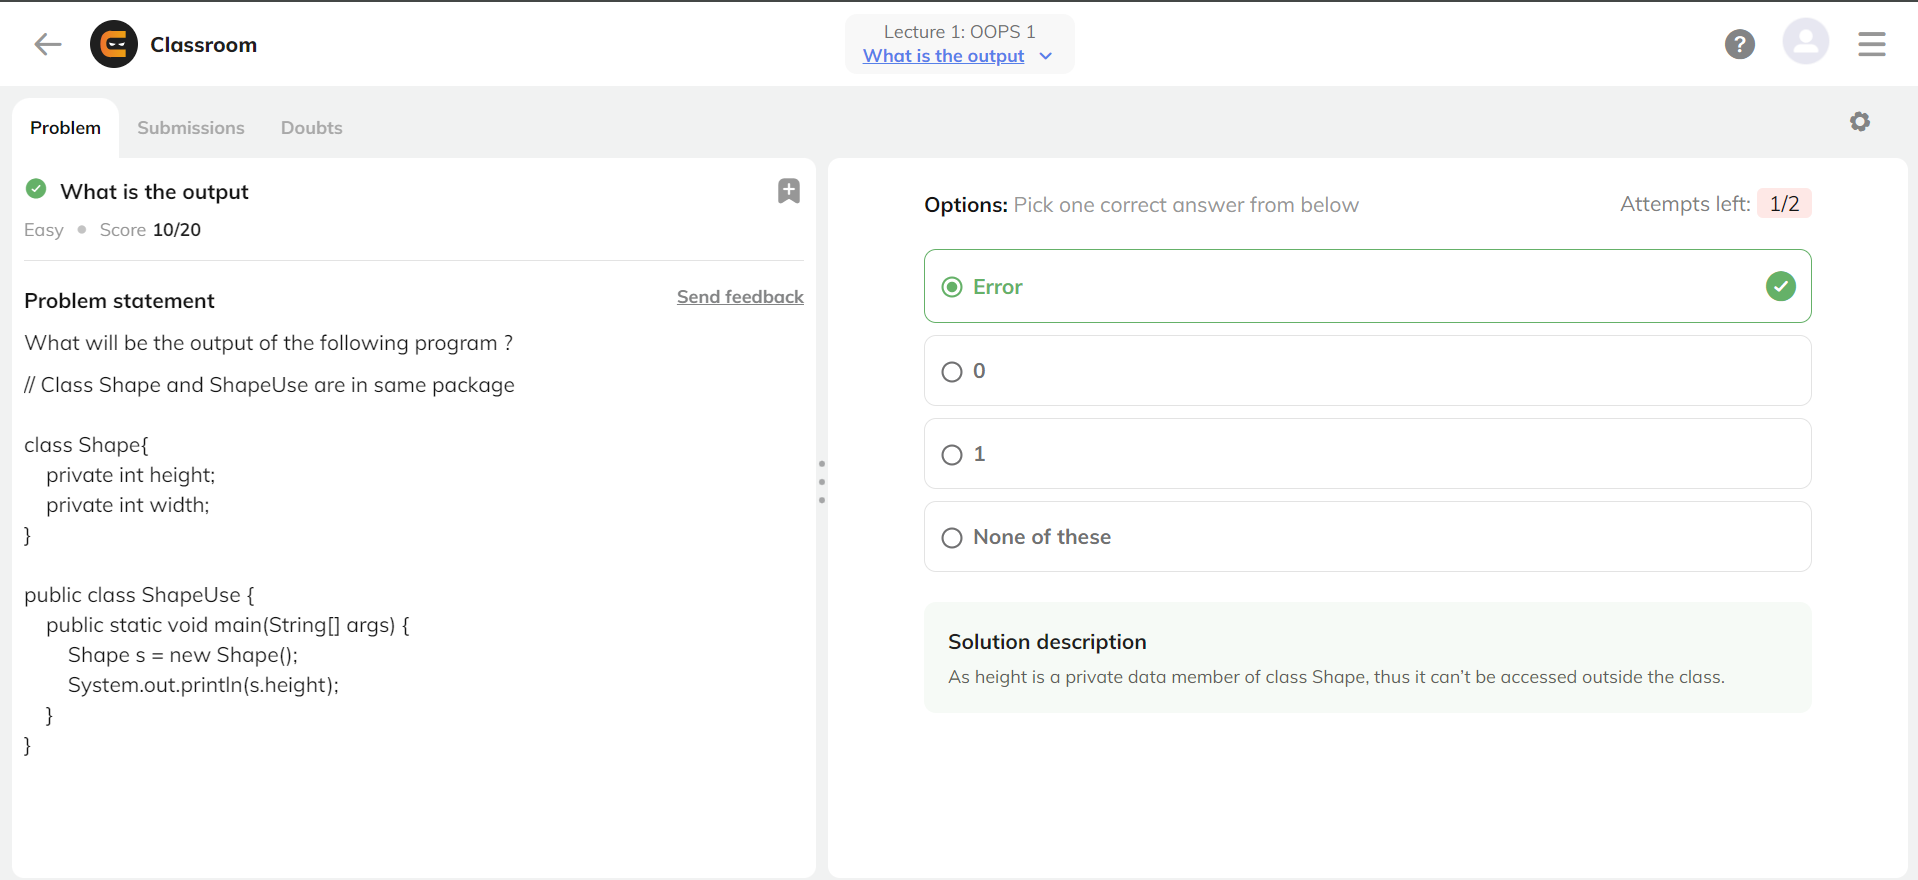 Classroom
Lecture 1: OOPS 1
What is the output
?
Problem
Submissions
Doubts
What is the output
Easy • Score 10/20
Problem statement
Send feedback
What will be the output of the following program ?
// Class Shape and ShapeUse are in same package
class Shape{
    private int height;
    private int width;
}
public class ShapeUse {
    public static void main(String[] args) {
        Shape s = new Shape();
        System.out.println(s.height);
    }
}
Options: Pick one correct answer from below
Attempts left: 1/2
Error
0
1
None of these
Solution description
As height is a private data member of class Shape, thus it can’t be accessed outside the class.